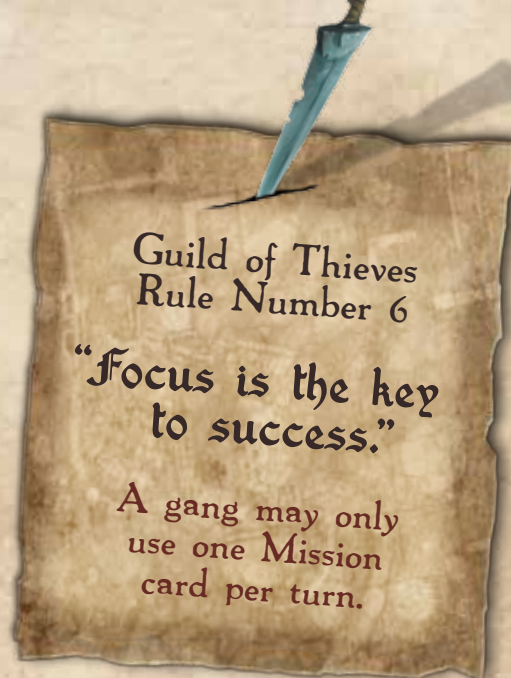 Guild of Thieves
Rule Number 6
“Focus is the key
to success.”
A gang may only
use one Mission
card per turn.